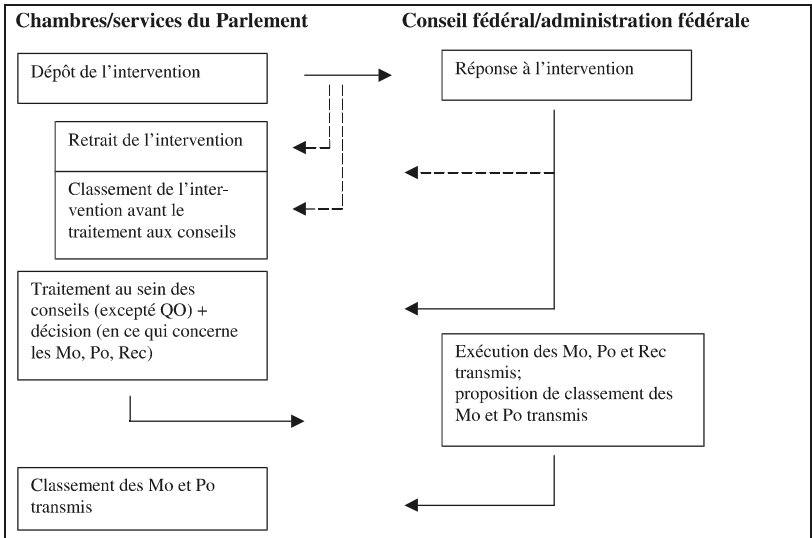 Chambres/services du Parlement
Conseil fédéral/administration fédérale
Dépôt de l’intervention
Réponse à l’intervention
Retrait de l’intervention
Classement de l’inter-
vention avant le
traitement aux conseils
Traitement au sein des
conseils (excepté QO) +
décision (en ce qui concerne
les Mo, Po, Rec)
Exécution des Mo, Po et Rec
transmis;
proposition de classement des
Mo et Po transmis
Classement des Mo et Po
transmis